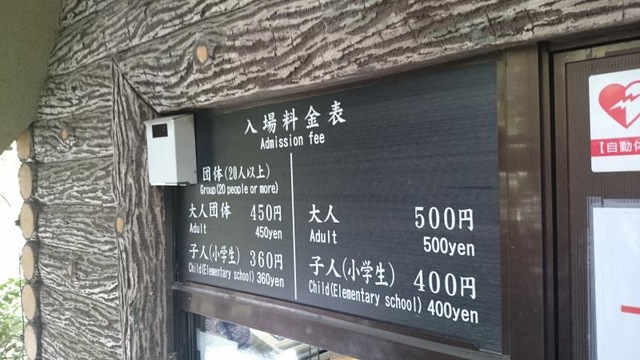 入場料金表
Admission fee
団体(20人以上)
Group(20 people or more)
大人団体 450円
Adult 450yen
子人(小学生) 360円
Child(Elementary school) 360yen
大人 500円
Adult 500yen
子人(小学生) 400円
Child(Elementary school) 400yen
【自動体